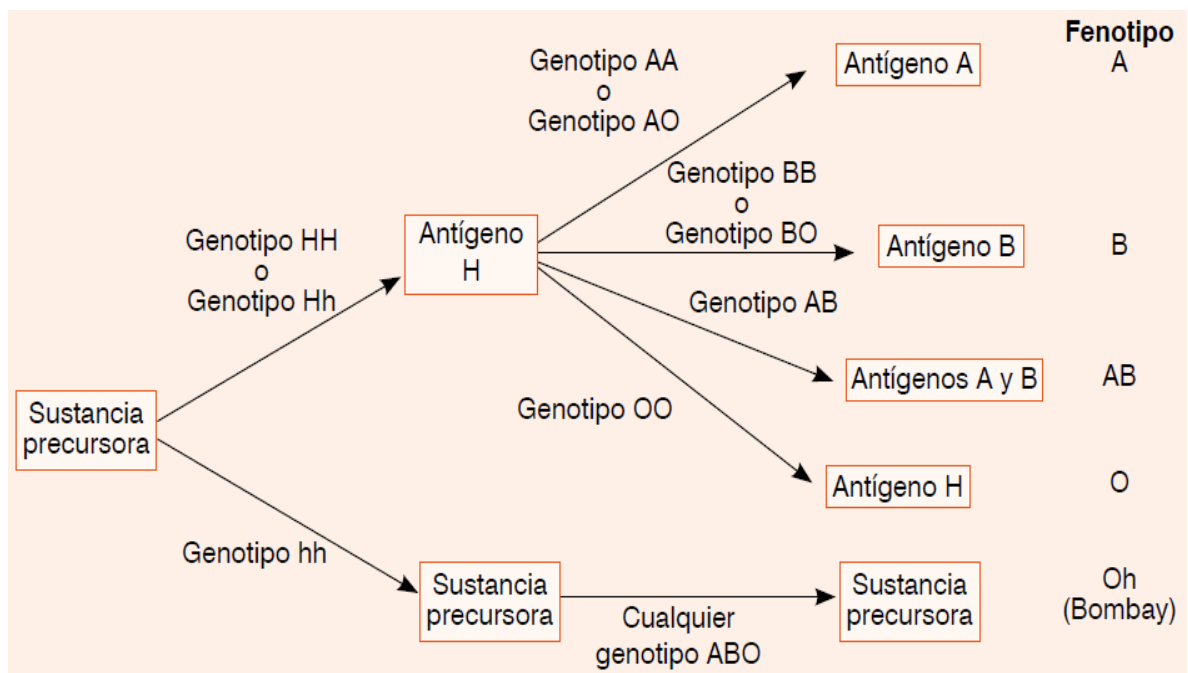 Fenotipo
Genotipo AA
o
Genotipo AO
Antígeno A
A
Genotipo BB
o
Genotipo BO
Antígeno B
B
Genotipo HH
o
Genotipo Hh
Antígeno
H
Genotipo AB
Antígenos A y B
AB
Sustancia
precursora
Genotipo OO
Antígeno H
O
Genotipo hh
Sustancia
precursora
Cualquier
genotipo ABO
Sustancia
precursora
Oh
(Bombay)